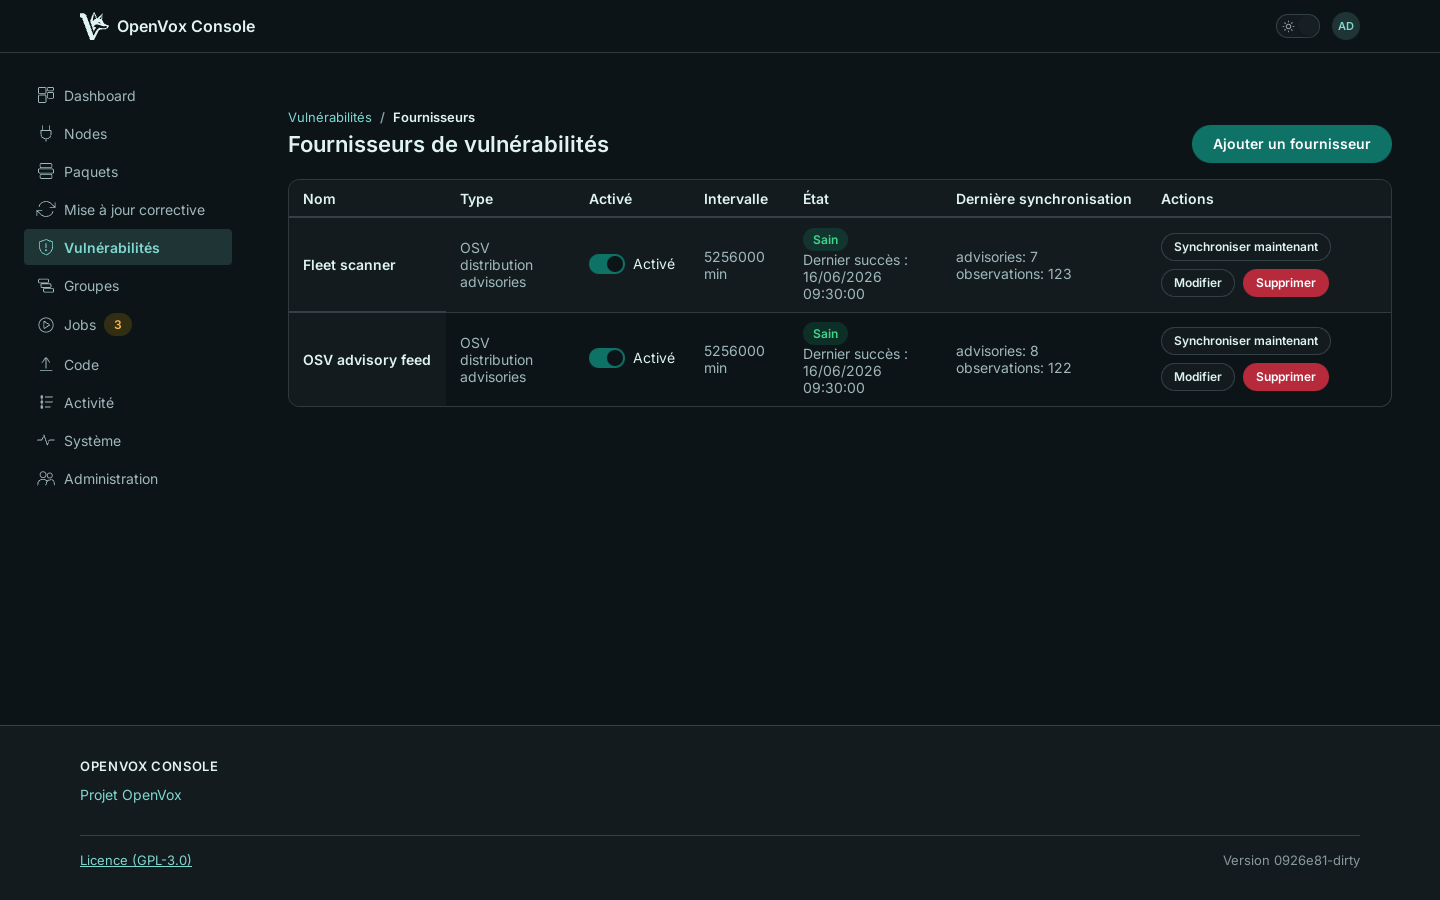 OpenVox Console
AD
Dashboard
Nodes
Paquets
Mise à jour corrective
Vulnérabilités
Groupes
Jobs 3
Code
Activité
Système
Administration
Vulnérabilités / Fournisseurs
Fournisseurs de vulnérabilités
Ajouter un fournisseur
Nom Type Activé Intervalle État Dernière synchronisation Actions
Fleet scanner
OSV
distribution
advisories
Activé
5256000
min
Sain
Dernier succès :
16/06/2026
09:30:00
advisories: 7
observations: 123
Synchroniser maintenant
Modifier Supprimer
OSV advisory feed
OSV
distribution
advisories
Activé
5256000
min
Sain
Dernier succès :
16/06/2026
09:30:00
advisories: 8
observations: 122
Synchroniser maintenant
Modifier Supprimer
OPENVOX CONSOLE
Projet OpenVox
Licence (GPL-3.0)
Version 0926e81-dirty